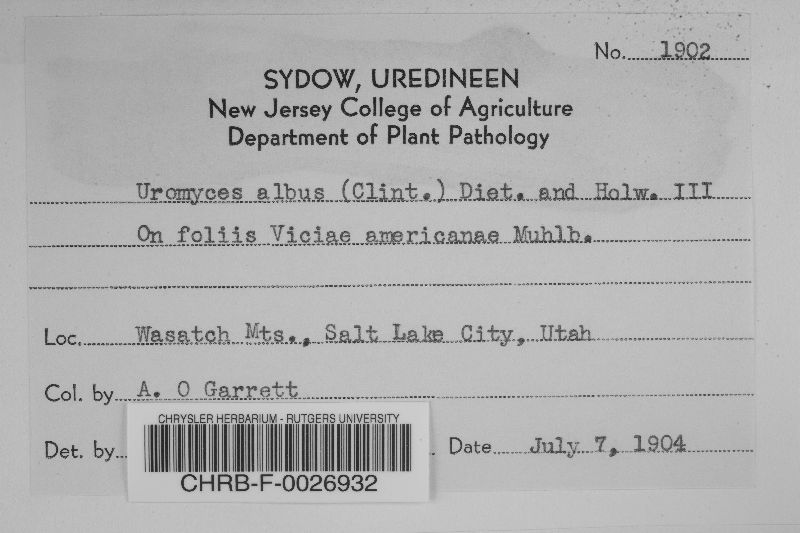 No. 1902
SYDOW, UREDINEEN
New Jersey College of Agriculture
Department of Plant Pathology
Uromyces albus (Clint.) Diet. and Holw. III
On foliis Viciae americanae Muhlb.
Loc. Wasatch Mts., Salt Lake City, Utah
Col. by A. O Garrett
CHRYSLER HERBARIUM - RUTGERS UNIVERSITY
Det. by Date July 7, 1904
CHRB-F-0026932